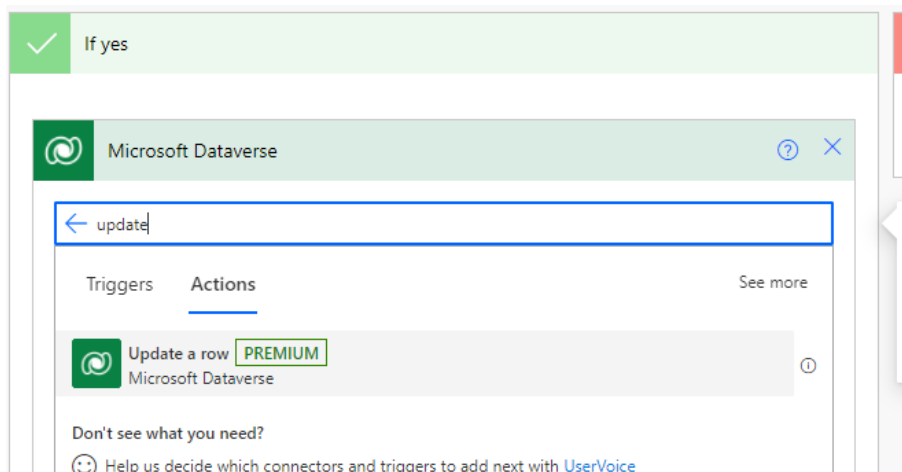 If yes
Microsoft Dataverse
update
Triggers Actions See more
Update a row PREMIUM
Microsoft Dataverse
Don't see what you need?
Help us decide which connectors and triggers to add next with UserVoice